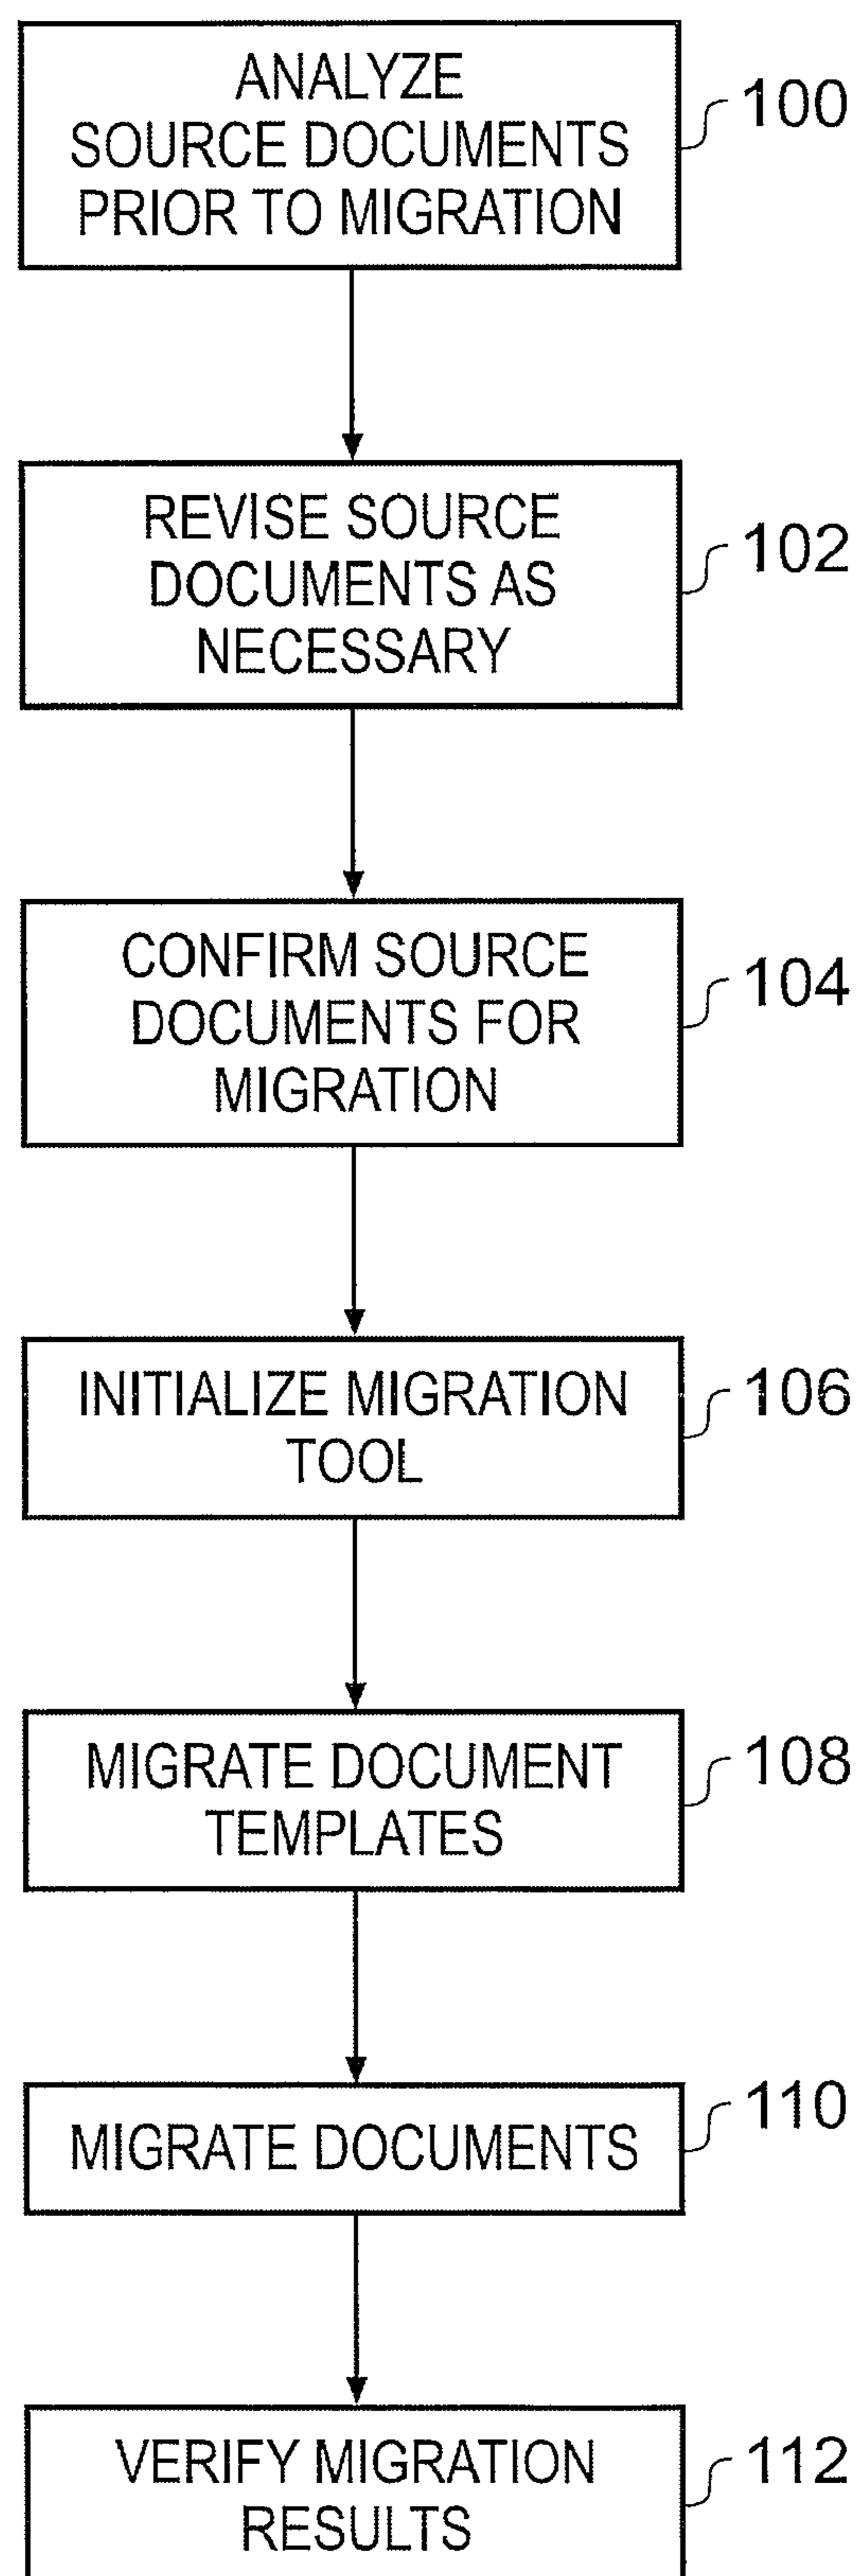 ANALYZE
SOURCE DOCUMENTS
PRIOR TO MIGRATION
100
REVISE SOURCE
DOCUMENTS AS
NECESSARY
102
CONFIRM SOURCE
DOCUMENTS FOR
MIGRATION
104
INITIALIZE MIGRATION
TOOL
106
MIGRATE DOCUMENT
TEMPLATES
108
MIGRATE DOCUMENTS
110
VERIFY MIGRATION
RESULTS
112